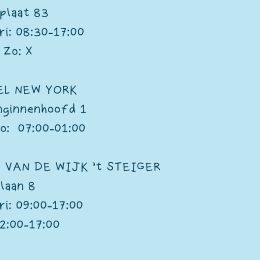 plaat 83
ri: 08:30-17:00
Zo: X
EL NEW YORK
nginnenhoofd 1
o: 07:00-01:00
VAN DE WIJK 't STEIGER
laan 8
ri: 09:00-17:00
2:00-17:00